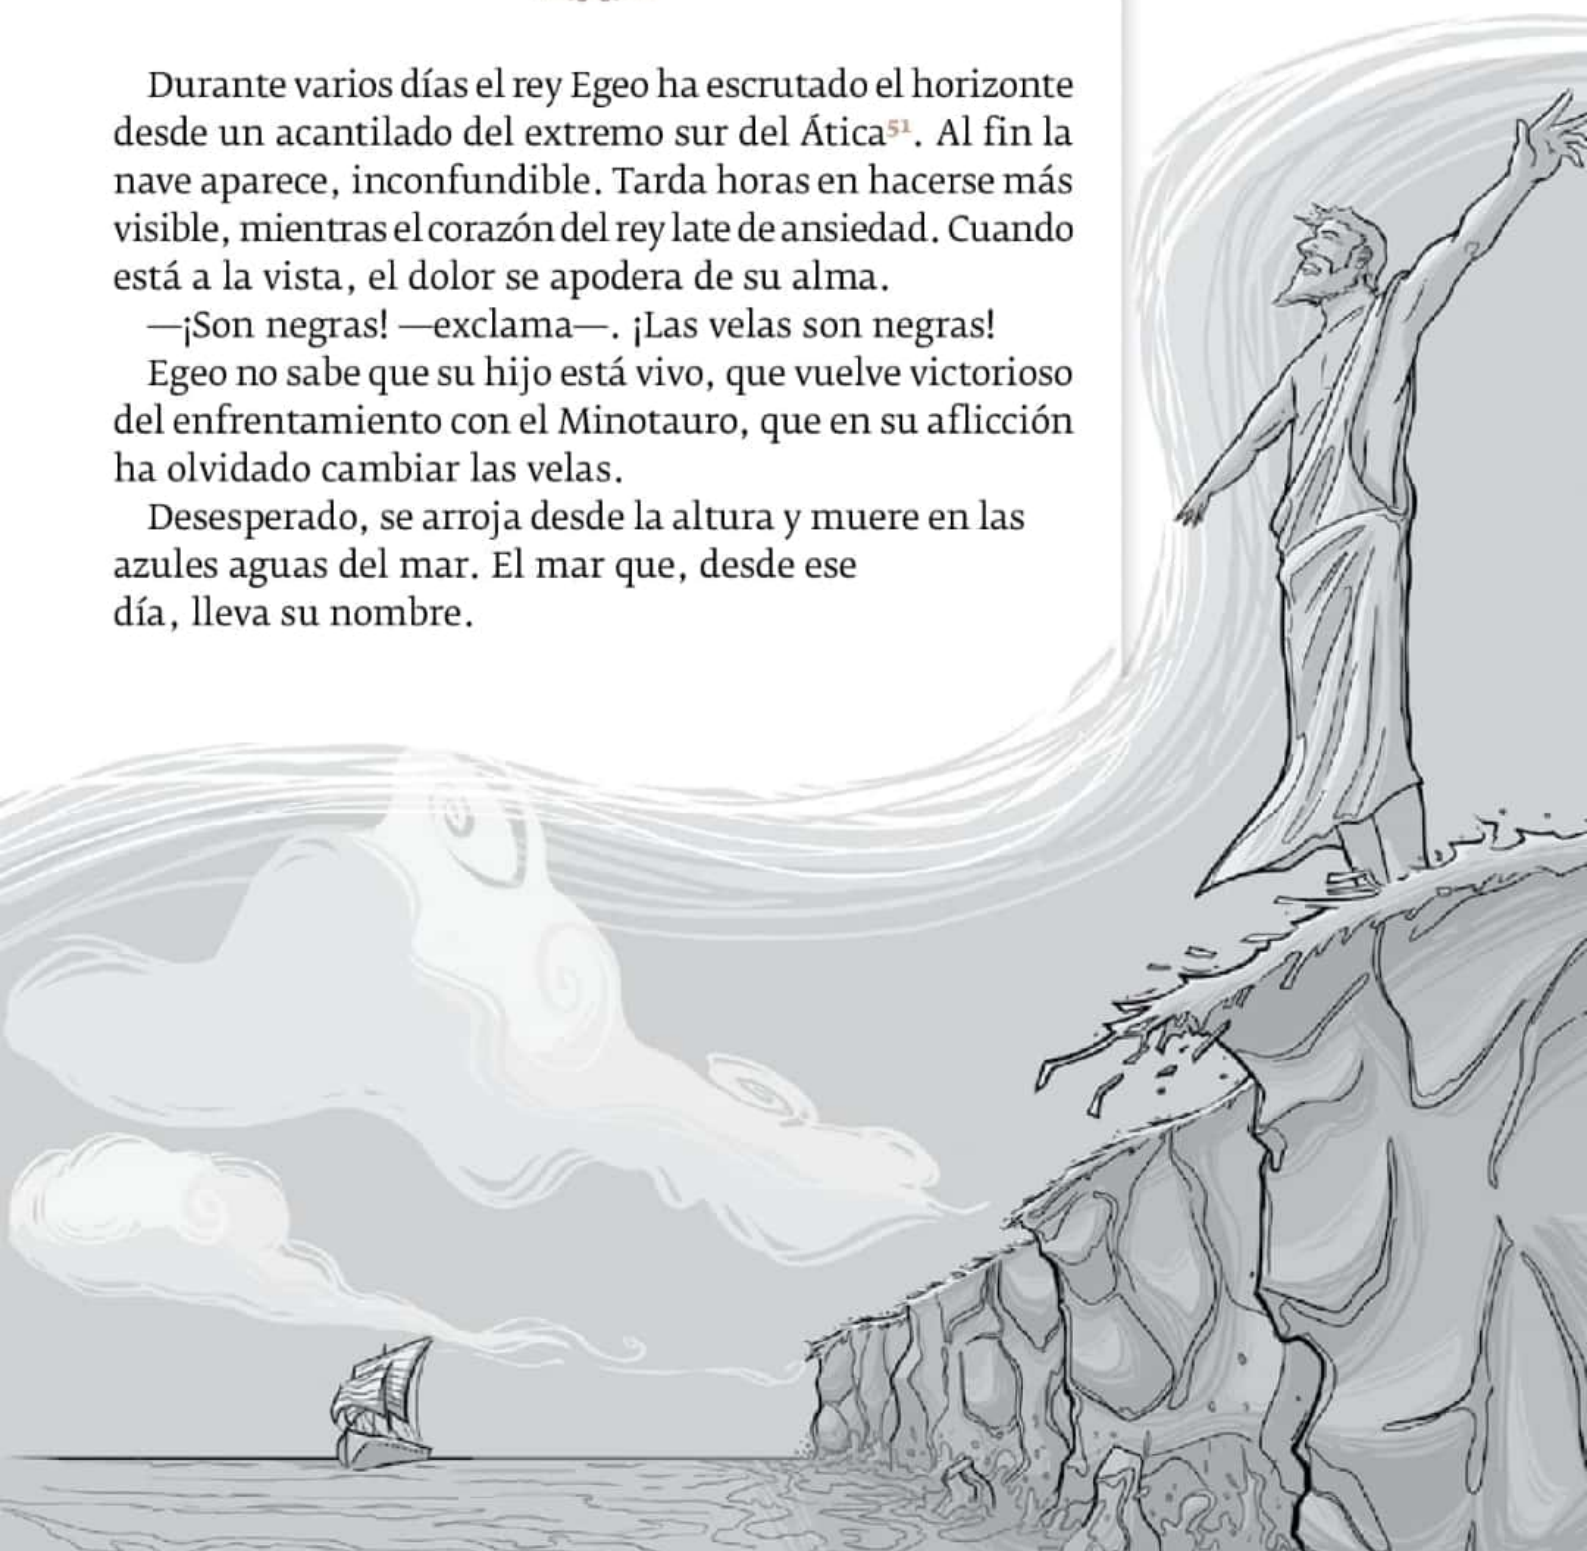 Durante varios días el rey Egeo ha escrutado el horizonte
desde un acantilado del extremo sur del Ática⁵¹. Al fin la
nave aparece, inconfundible. Tarda horas en hacerse más
visible, mientras el corazón del rey late de ansiedad. Cuando
está a la vista, el dolor se apodera de su alma.
—¡Son negras! —exclama—. ¡Las velas son negras!
Egeo no sabe que su hijo está vivo, que vuelve victorioso
del enfrentamiento con el Minotauro, que en su aflicción
ha olvidado cambiar las velas.
Desesperado, se arroja desde la altura y muere en las
azules aguas del mar. El mar que, desde ese
día, lleva su nombre.